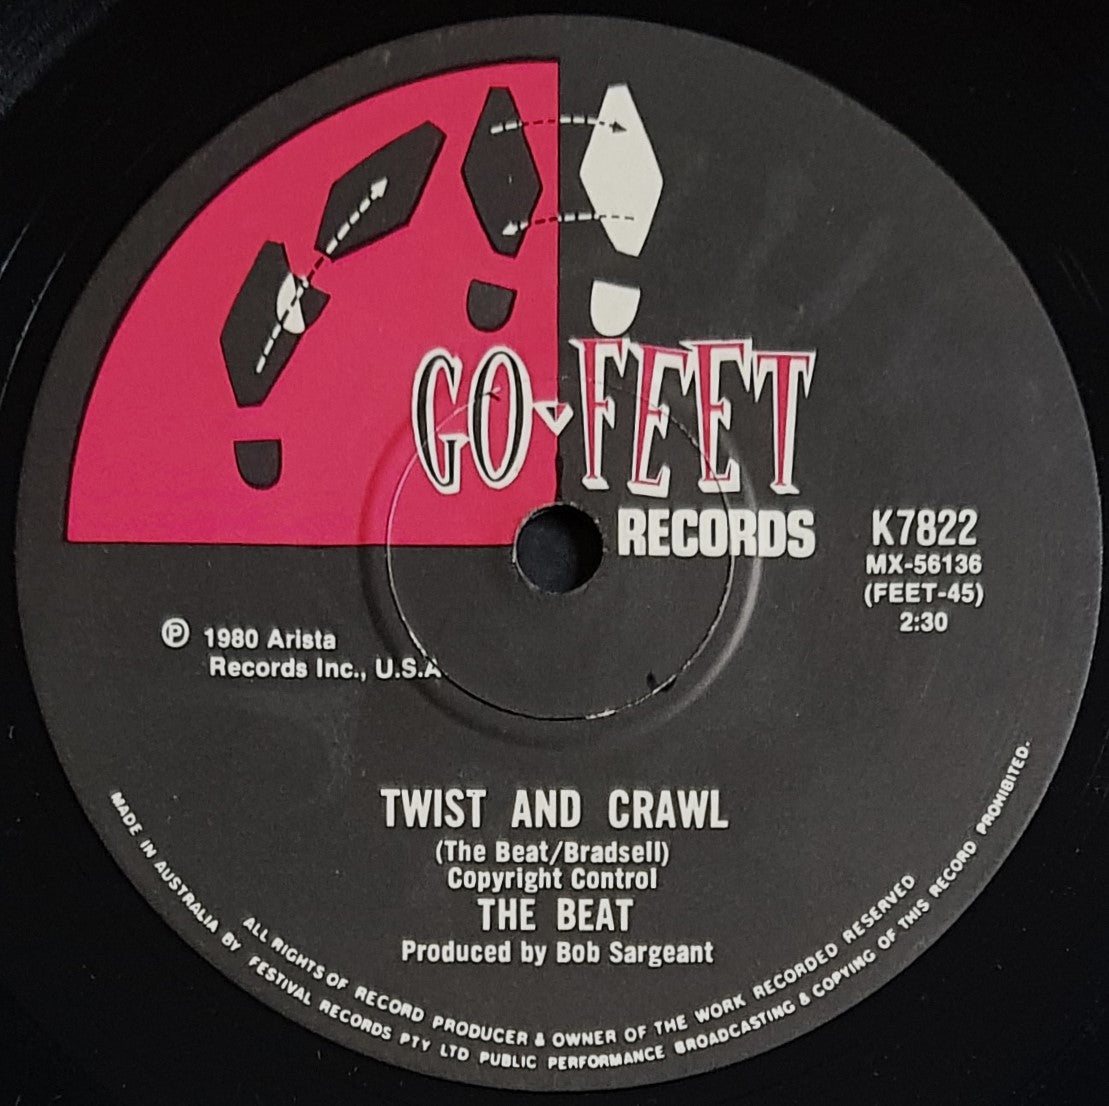 GO FEET
RECORDS
K7822
MX-56136
(FEET-45)
2:30
℗ 1980 Arista
Records Inc., U.S.A
TWIST AND CRAWL
(The Beat/Bradsell)
Copyright Control
THE BEAT
Produced by Bob Sargeant
ALL RIGHTS OF RECORD PRODUCER & OWNER OF THE WORK RECORDED RESERVED
MADE IN AUSTRALIA BY FESTIVAL RECORDS PTY LTD PUBLIC PERFORMANCE BROADCASTING & COPYING OF THIS RECORD PROHIBITED.